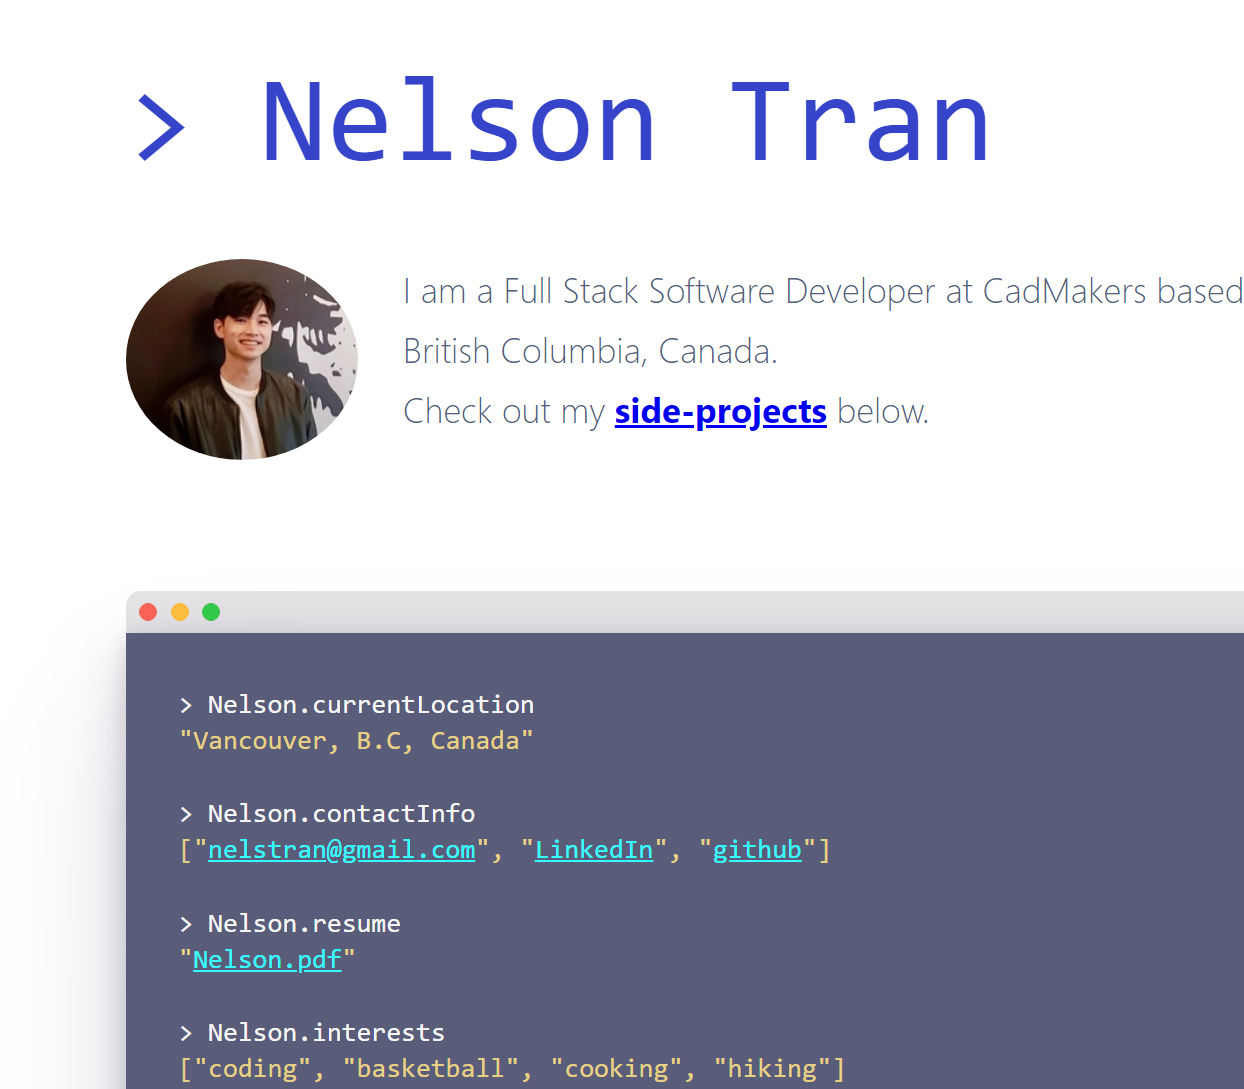 > Nelson Tran
I am a Full Stack Software Developer at CadMakers based
British Columbia, Canada.
Check out my side-projects below.
> Nelson.currentLocation
"Vancouver, B.C, Canada"
> Nelson.contactInfo
["nelstran@gmail.com", "LinkedIn", "github"]
> Nelson.resume
"Nelson.pdf"
> Nelson.interests
["coding", "basketball", "cooking", "hiking"]